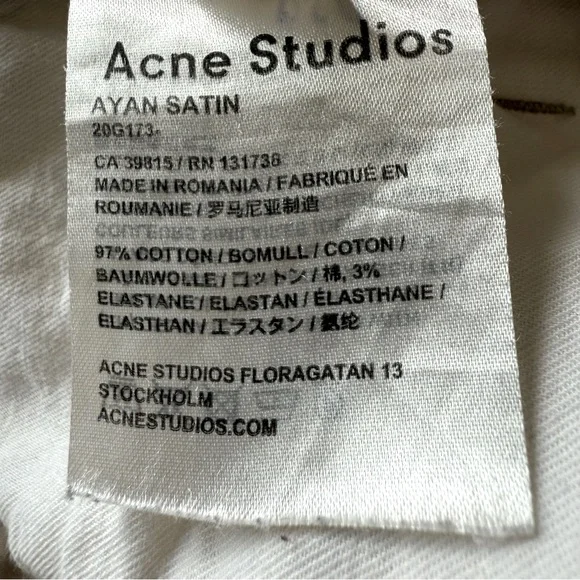 Acne Studios
AYAN SATIN
20G173-
CA 39815 / RN 131738
MADE IN ROMANIA / FABRIQUÉ EN
ROUMANIE / 罗马尼亚制造
97% COTTON / BOMULL / COTON /
BAUMWOLLE / コットン / 棉, 3%
ELASTANE / ELASTAN / ÉLASTHANE /
ELASTHAN / エラスタン / 氨纶
ACNE STUDIOS FLORAGATAN 13
STOCKHOLM
ACNESTUDIOS.COM